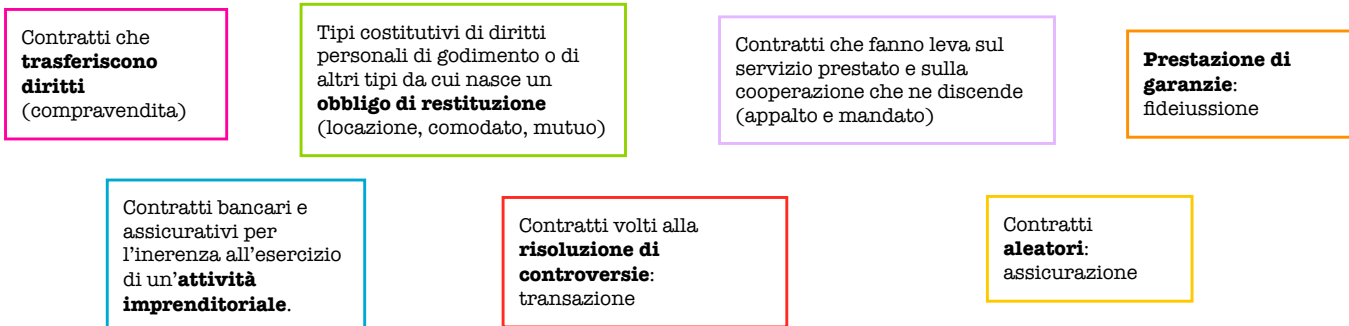 Contratti che
trasferiscono
diritti
(compravendita)
Tipi costitutivi di diritti
personali di godimento o di
altri tipi da cui nasce un
obbligo di restituzione
(locazione, comodato, mutuo)
Contratti che fanno leva sul
servizio prestato e sulla
cooperazione che ne discende
(appalto e mandato)
Prestazione di
garanzie:
fideiussione
Contratti bancari e
assicurativi per
l'inerenza all'esercizio
di un'attività
imprenditoriale.
Contratti volti alla
risoluzione di
controversie:
transazione
Contratti
aleatori:
assicurazione